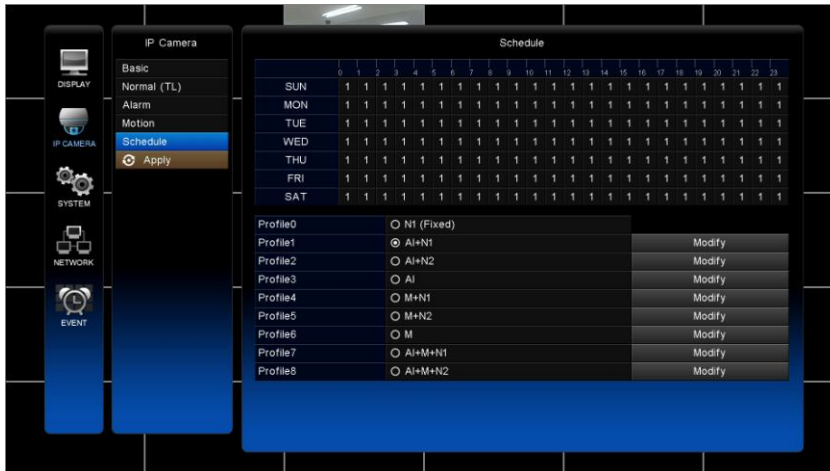 IP Camera
Schedule
DISPLAY
IP CAMERA
SYSTEM
NETWORK
EVENT
Basic
Normal (TL)
Alarm
Motion
Schedule
Apply
0 1 2 3 4 5 6 7 8 9 10 11 12 13 14 15 16 17 18 19 20 21 22 23
SUN 1 1 1 1 1 1 1 1 1 1 1 1 1 1 1 1 1 1 1 1 1 1 1 1
MON 1 1 1 1 1 1 1 1 1 1 1 1 1 1 1 1 1 1 1 1 1 1 1 1
TUE 1 1 1 1 1 1 1 1 1 1 1 1 1 1 1 1 1 1 1 1 1 1 1 1
WED 1 1 1 1 1 1 1 1 1 1 1 1 1 1 1 1 1 1 1 1 1 1 1 1
THU 1 1 1 1 1 1 1 1 1 1 1 1 1 1 1 1 1 1 1 1 1 1 1 1
FRI 1 1 1 1 1 1 1 1 1 1 1 1 1 1 1 1 1 1 1 1 1 1 1 1
SAT 1 1 1 1 1 1 1 1 1 1 1 1 1 1 1 1 1 1 1 1 1 1 1 1
Profile0 N1 (Fixed)
Profile1 Al+N1 Modify
Profile2 Al+N2 Modify
Profile3 Al Modify
Profile4 M+N1 Modify
Profile5 M+N2 Modify
Profile6 M Modify
Profile7 Al+M+N1 Modify
Profile8 Al+M+N2 Modify